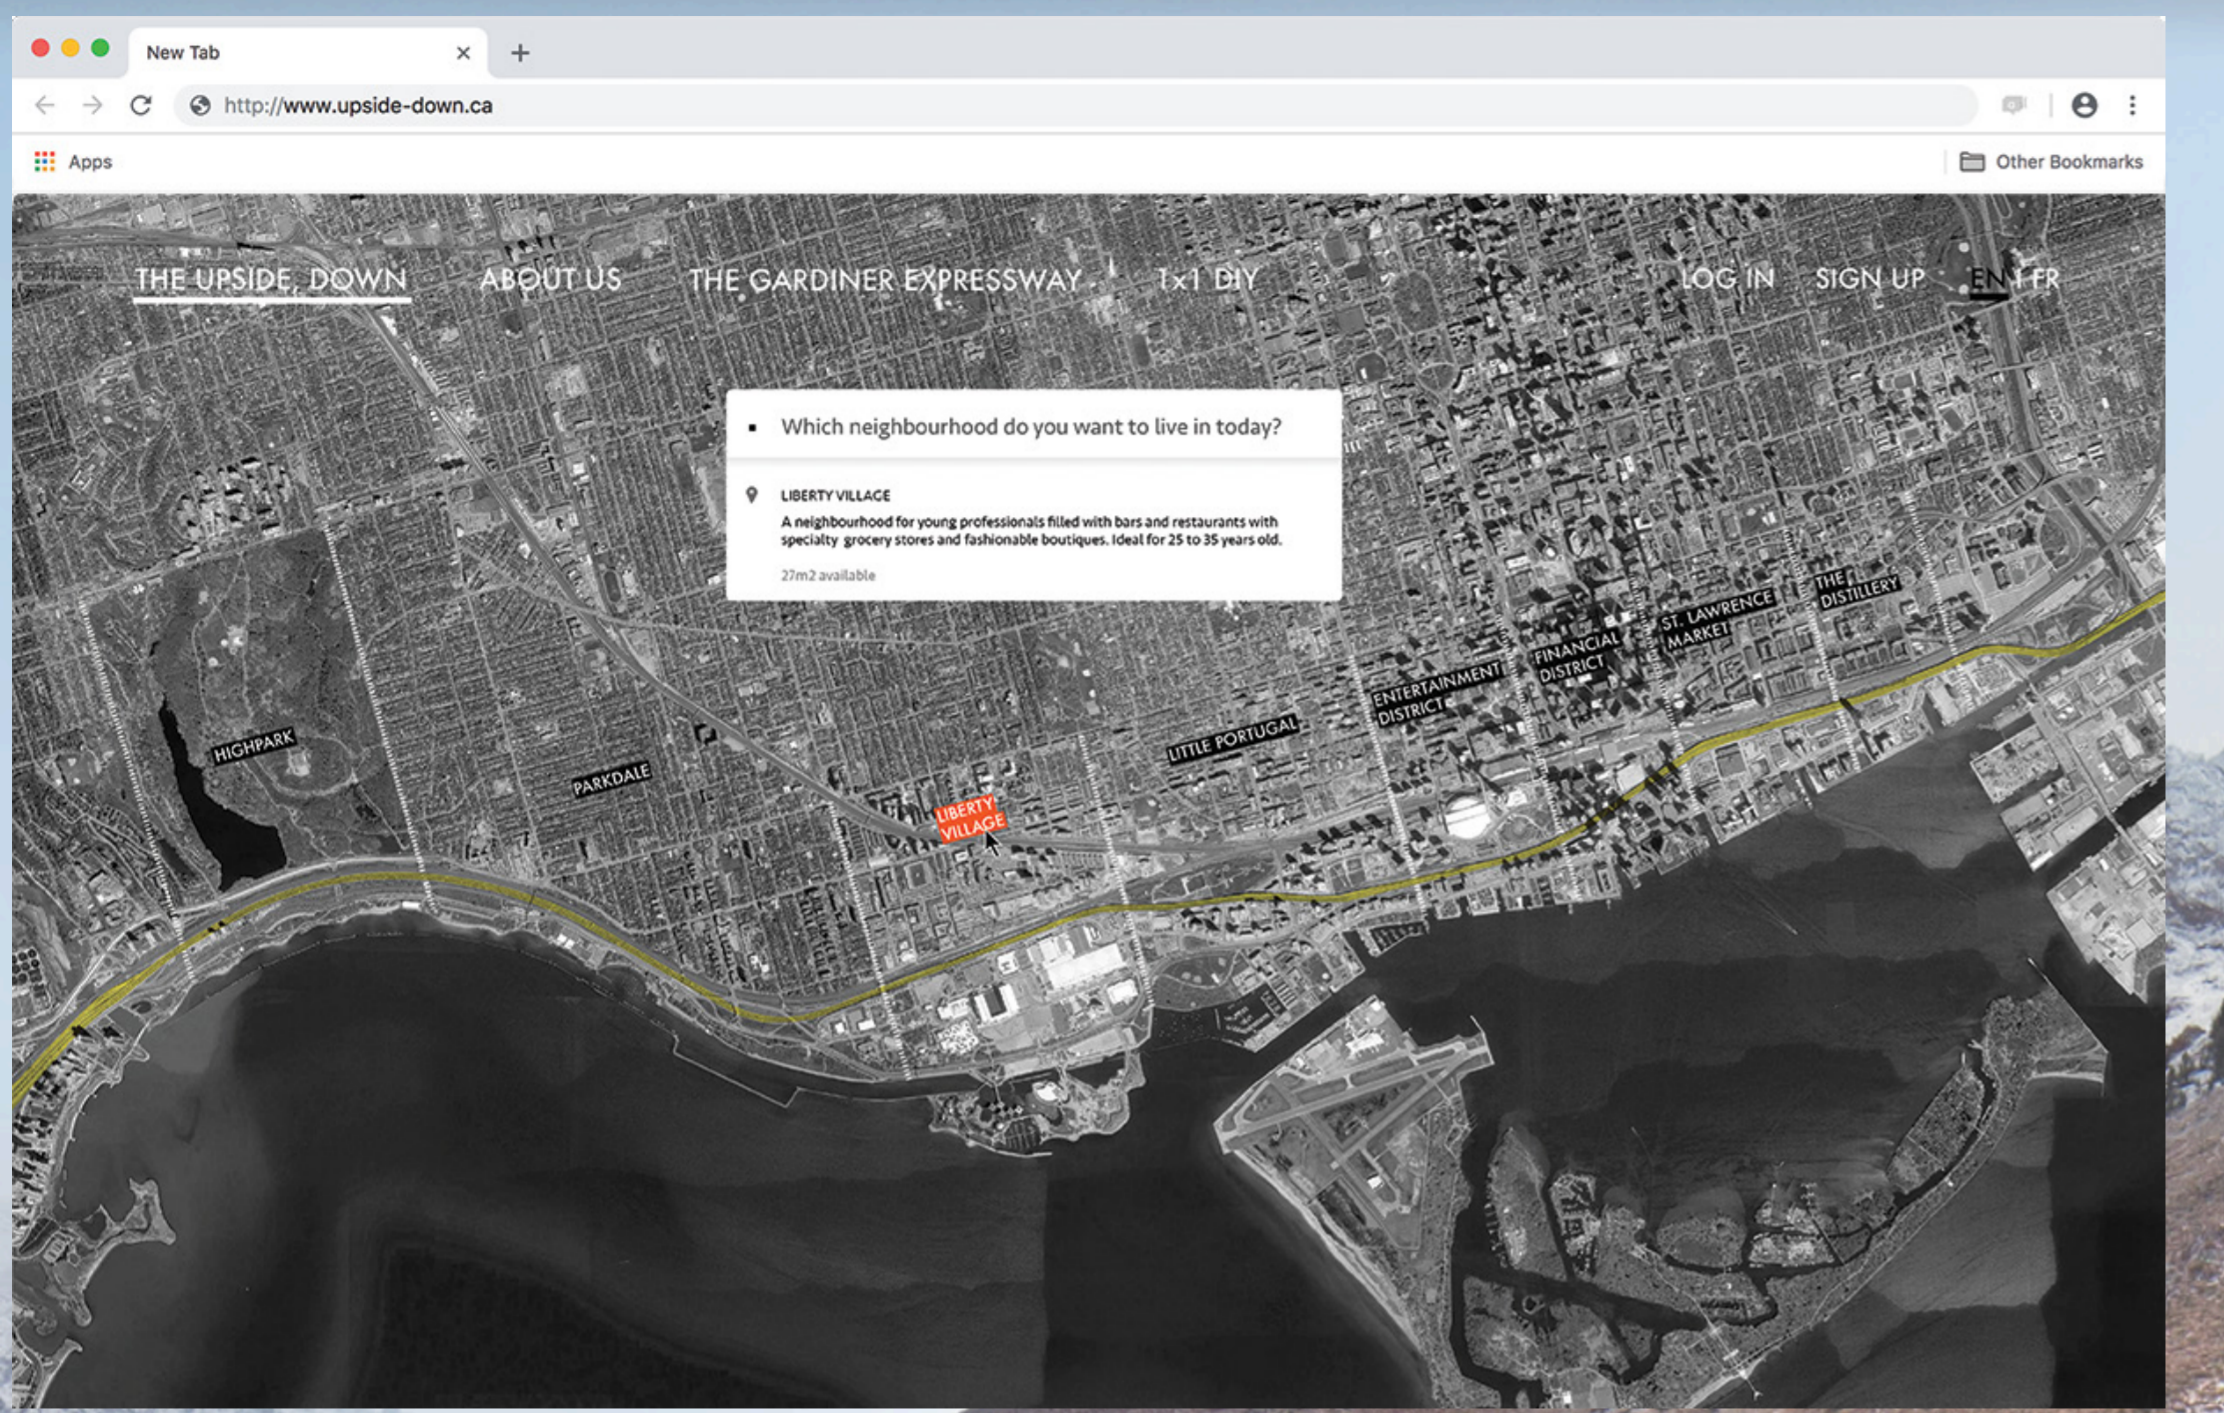 New Tab
http://www.upside-down.ca
Apps
Other Bookmarks
THE UPSIDE, DOWN
ABOUT US
THE GARDINER EXPRESSWAY
1x1 DIY
LOG IN
SIGN UP
EN I FR
Which neighbourhood do you want to live in today?
LIBERTY VILLAGE
A neighbourhood for young professionals filled with bars and restaurants with
specialty grocery stores and fashionable boutiques. Ideal for 25 to 35 years old.
27m2 available
HIGHPARK
PARKDALE
LIBERTY
VILLAGE
LITTLE PORTUGAL
ENTERTAINMENT
DISTRICT
FINANCIAL
DISTRICT
ST. LAWRENCE
MARKET
THE
DISTILLERY